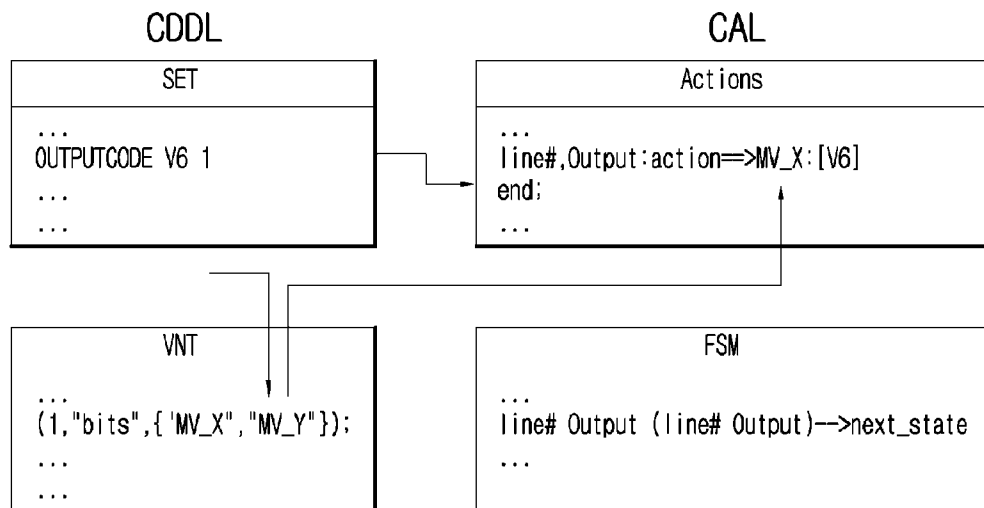 CDDL
SET
...
OUTPUTCODE V6 1
...
...
CAL
Actions
...
line#,Output:action==>MV_X:[V6]
end;
...
VNT
...
(1,"bits",{'MV_X","MV_Y"});
...
...
FSM
...
line# Output (line# Output)-->next_state
...